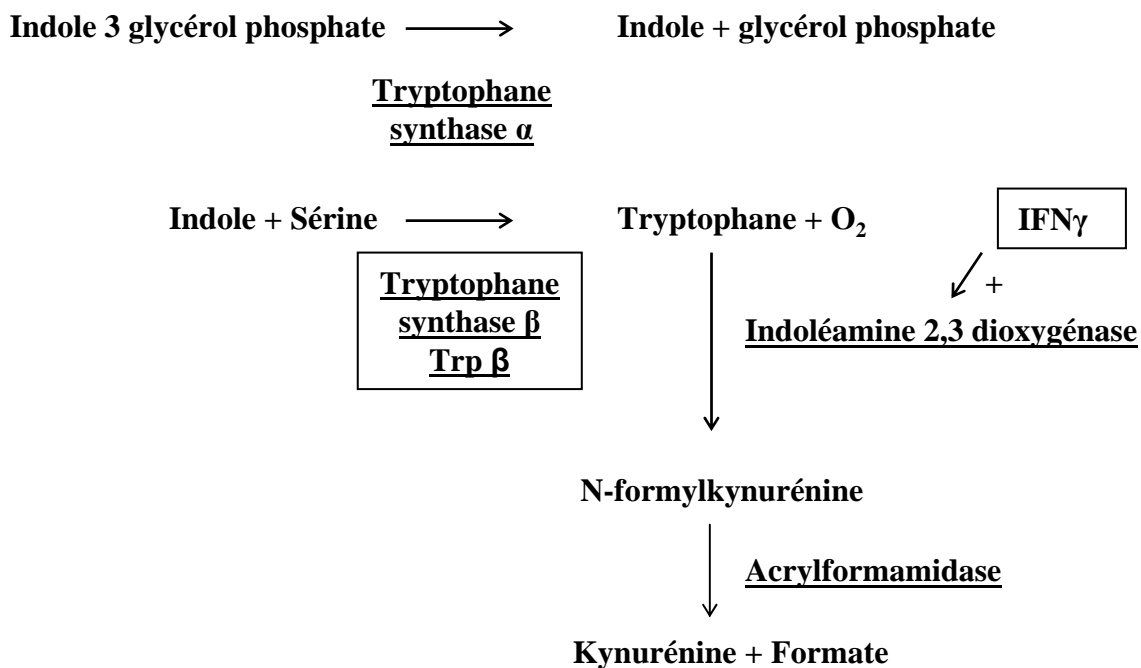 Indole 3 glycérol phosphate Indole + glycérol phosphate
Tryptophane
synthase α
Indole + Sérine Tryptophane + O₂ IFNγ
+
Tryptophane
synthase β
Trp β
Indoléamine 2,3 dioxygénase
N-formylkynurénine
Acrylformamidase
Kynurénine + Formate